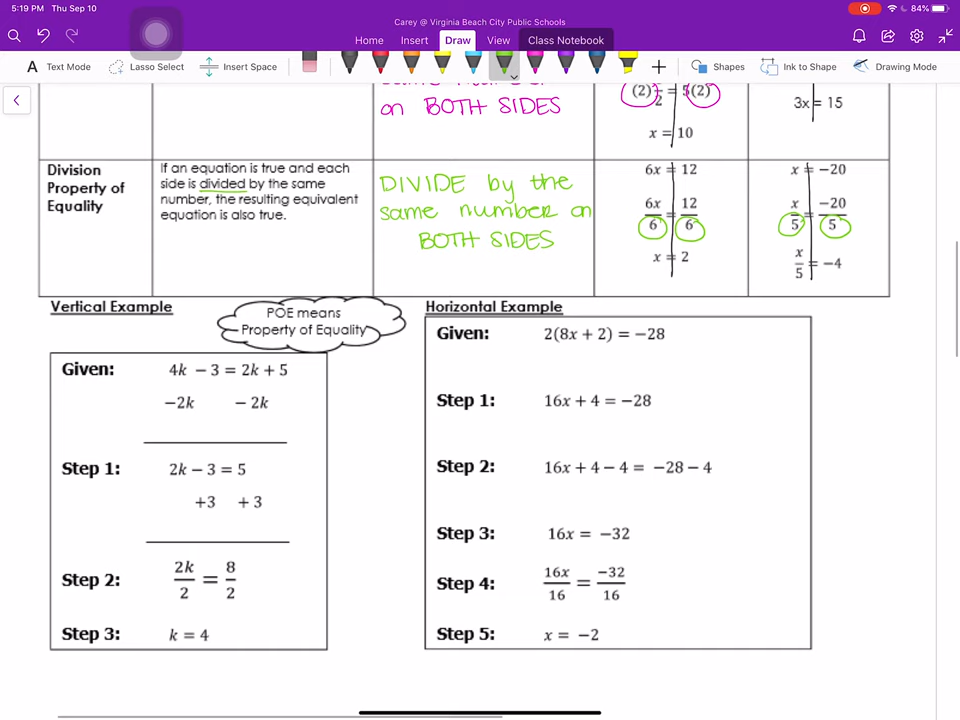 5:19 PM Thu Sep 10
84%
Carey @ Virginia Beach City Public Schools
Home Insert Draw View Class Notebook
A Text Mode Lasso Select Insert Space Shapes Ink to Shape Drawing Mode
on BOTH SIDES
(2) x/2 = 5(2)
x = 10
3x = 15
Division
Property of
Equality
If an equation is true and each
side is divided by the same
number, the resulting equivalent
equation is also true.
DIVIDE by the
same number on
BOTH SIDES
6x = 12
6x/6 = 12/6
x = 2
x = −20
x/5 = −20/5
x/5 = −4
Vertical Example
POE means
Property of Equality
Given: 4k − 3 = 2k + 5
−2k − 2k
Step 1: 2k − 3 = 5
+3 + 3
Step 2: 2k/2 = 8/2
Step 3: k = 4
Horizontal Example
Given: 2(8x + 2) = −28
Step 1: 16x + 4 = −28
Step 2: 16x + 4 − 4 = −28 − 4
Step 3: 16x = −32
Step 4: 16x/16 = −32/16
Step 5: x = −2